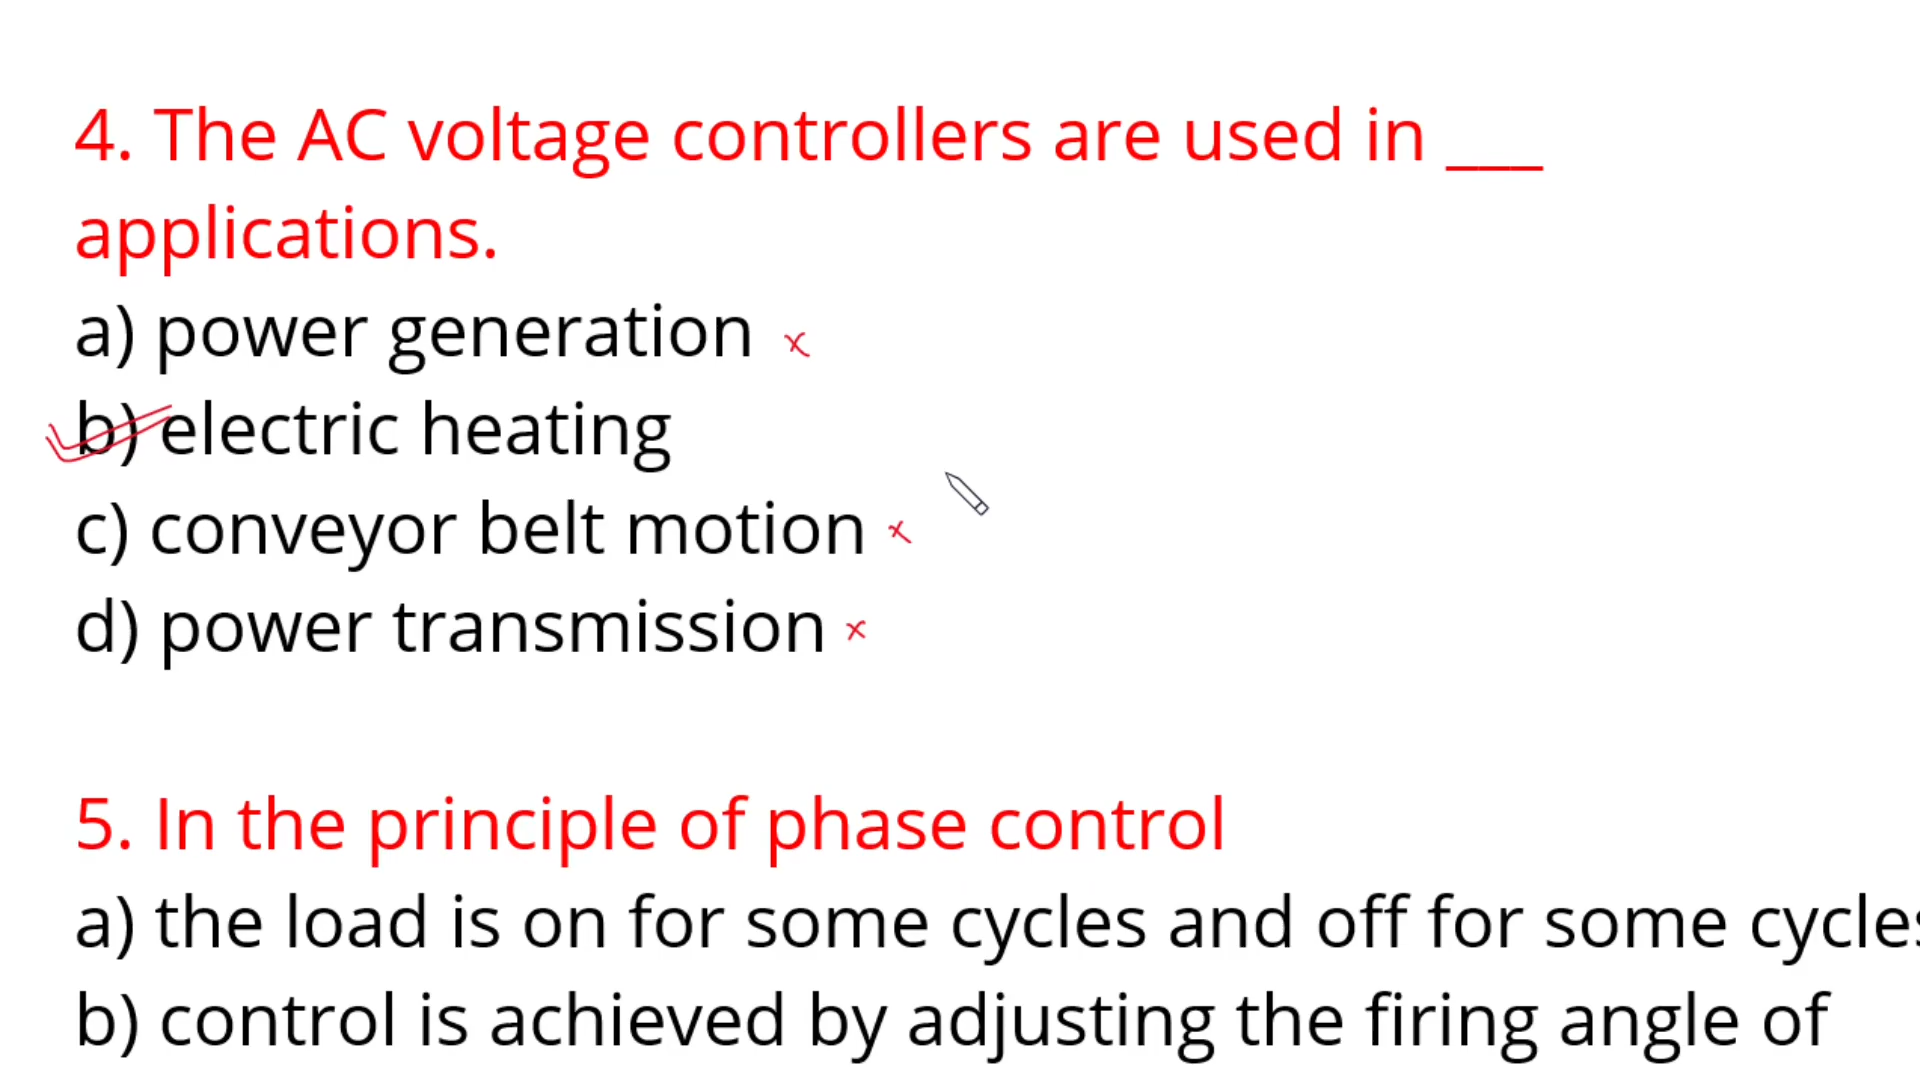 4. The AC voltage controllers are used in ___
applications.
a) power generation x
b) electric heating
c) conveyor belt motion x
d) power transmission x
5. In the principle of phase control
a) the load is on for some cycles and off for some cycles
b) control is achieved by adjusting the firing angle of